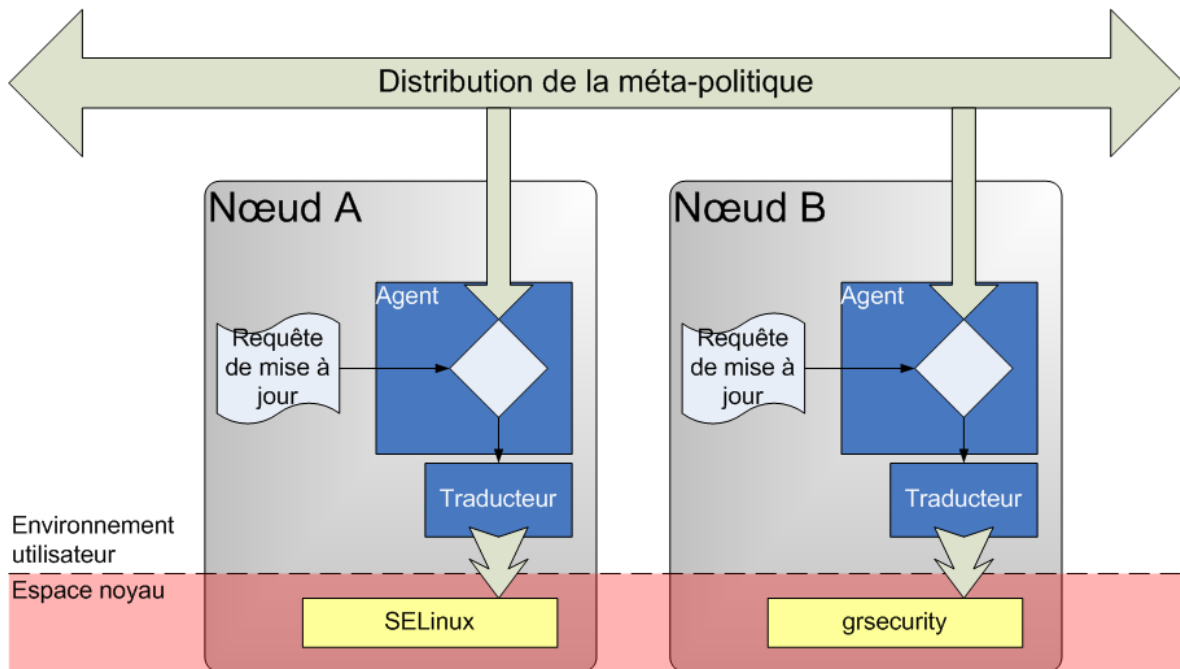 Distribution de la méta-politique
Nœud A
Agent
Requête
de mise à
jour
Traducteur
SELinux
Nœud B
Agent
Requête
de mise à
jour
Traducteur
grsecurity
Environnement
utilisateur
Espace noyau